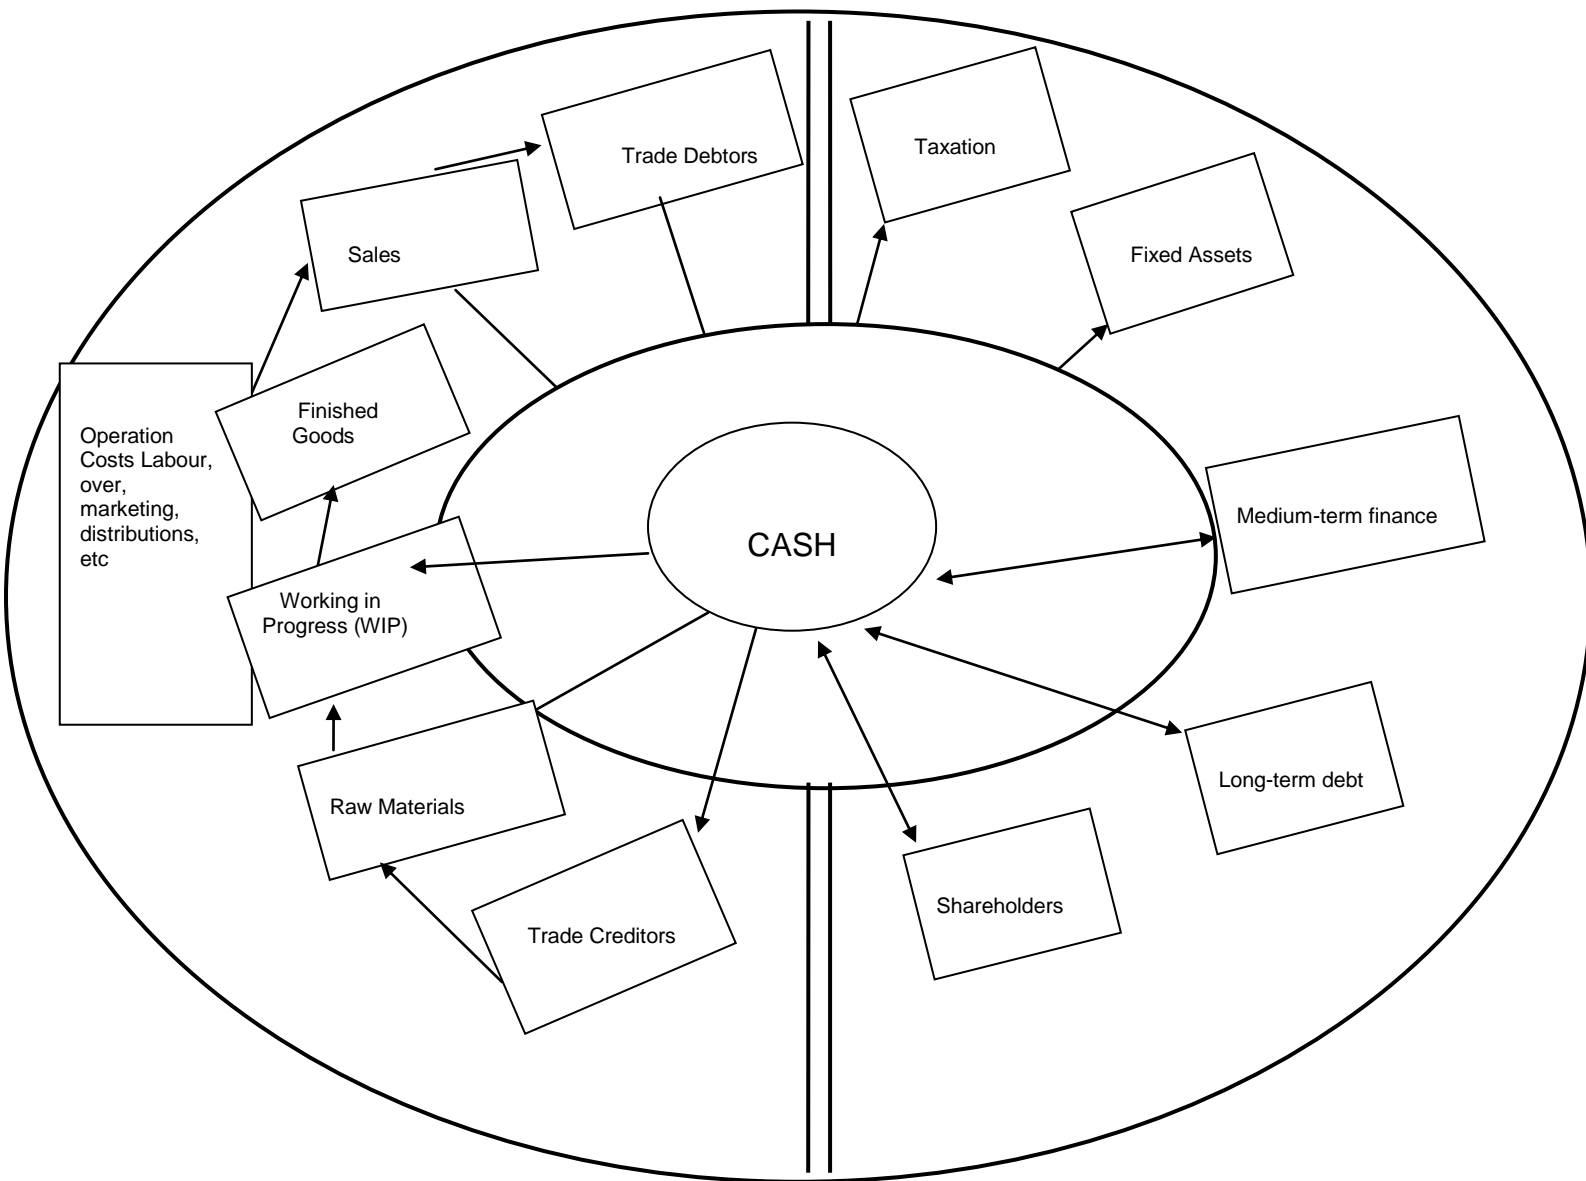 Trade Debtors
Taxation
Sales
Fixed Assets
Finished
Goods
Operation
Costs Labour,
over,
marketing,
distributions,
etc
Medium-term finance
CASH
Working in
Progress (WIP)
Long-term debt
Raw Materials
Shareholders
Trade Creditors